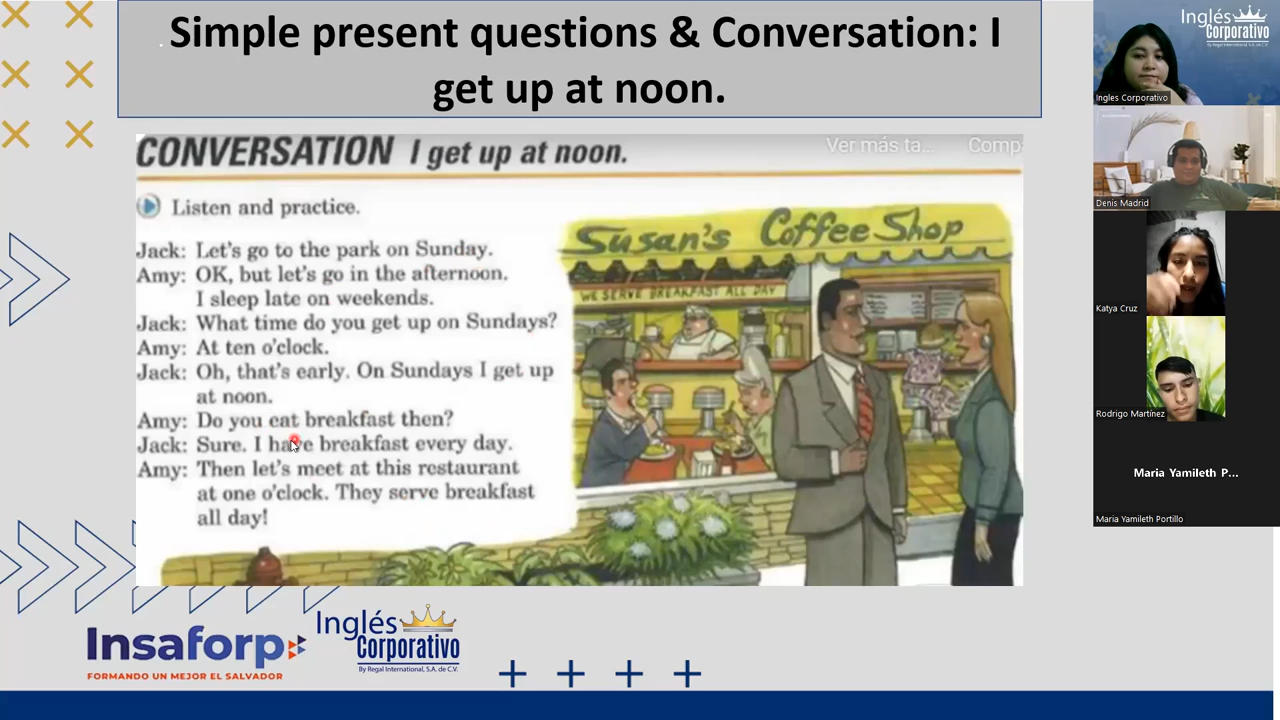 Simple present questions & Conversation: I
get up at noon.
CONVERSATION I get up at noon.
Ver más ta...
Comp
Listen and practice.
Jack: Let's go to the park on Sunday.
Amy: OK, but let's go in the afternoon.
I sleep late on weekends.
Jack: What time do you get up on Sundays?
Amy: At ten o'clock.
Jack: Oh, that's early. On Sundays I get up
at noon.
Amy: Do you eat breakfast then?
Jack: Sure. I have breakfast every day.
Amy: Then let's meet at this restaurant
at one o'clock. They serve breakfast
all day!
Susan's Coffee Shop
WE SERVE BREAKFAST ALL DAY
Insaforp
FORMANDO UN MEJOR EL SALVADOR
Inglés
Corporativo
By Regal International, S.A. de C.V.
Inglés
Corporativo
By Regal International, S.A. de C.V.
Ingles Corporativo
Denis Madrid
Katya Cruz
Rodrigo Martínez
Maria Yamileth P...
Maria Yamileth Portillo